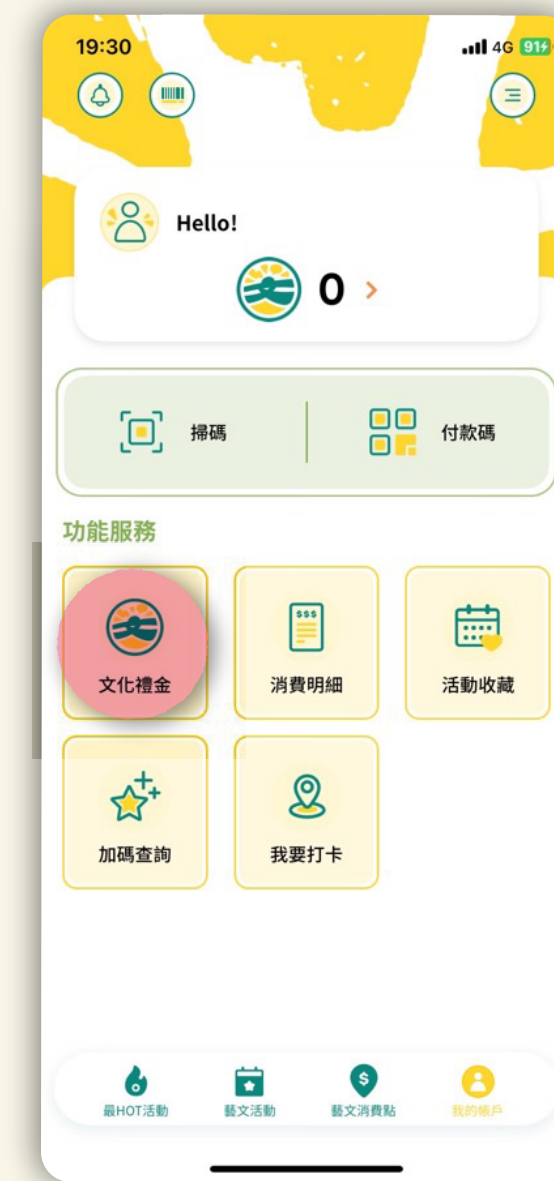 19:30
4G 91
Hello!
0
掃碼
付款碼
功能服務
$$$
文化禮金
消費明細
活動收藏
加碼查詢
我要打卡
$
最HOT活動
藝文活動
藝文消費點
我的帳戶